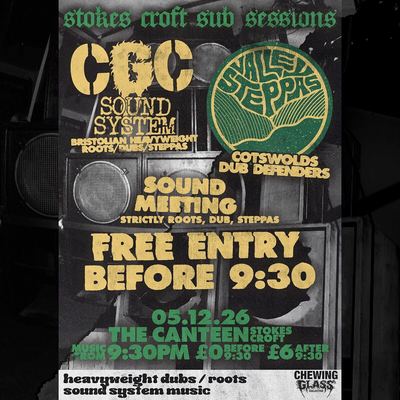 stokes croft sub sessions
CGC
SOUND
SYSTEM
BRISTOLIAN HEAVYWEIGHT
ROOTS/DUBS/STEPPAS
VALLEY
STEPPAS
COTSWOLDS
DUB DEFENDERS
SOUND
MEETING
STRICTLY ROOTS, DUB, STEPPAS
FREE ENTRY
BEFORE 9:30
05.12.26
THE CANTEEN STOKES CROFT
MUSIC FROM 9:30PM £0 BEFORE 9:30 £6 AFTER 9:30
heavyweight dubs / roots
sound system music
CHEWING
GLASS